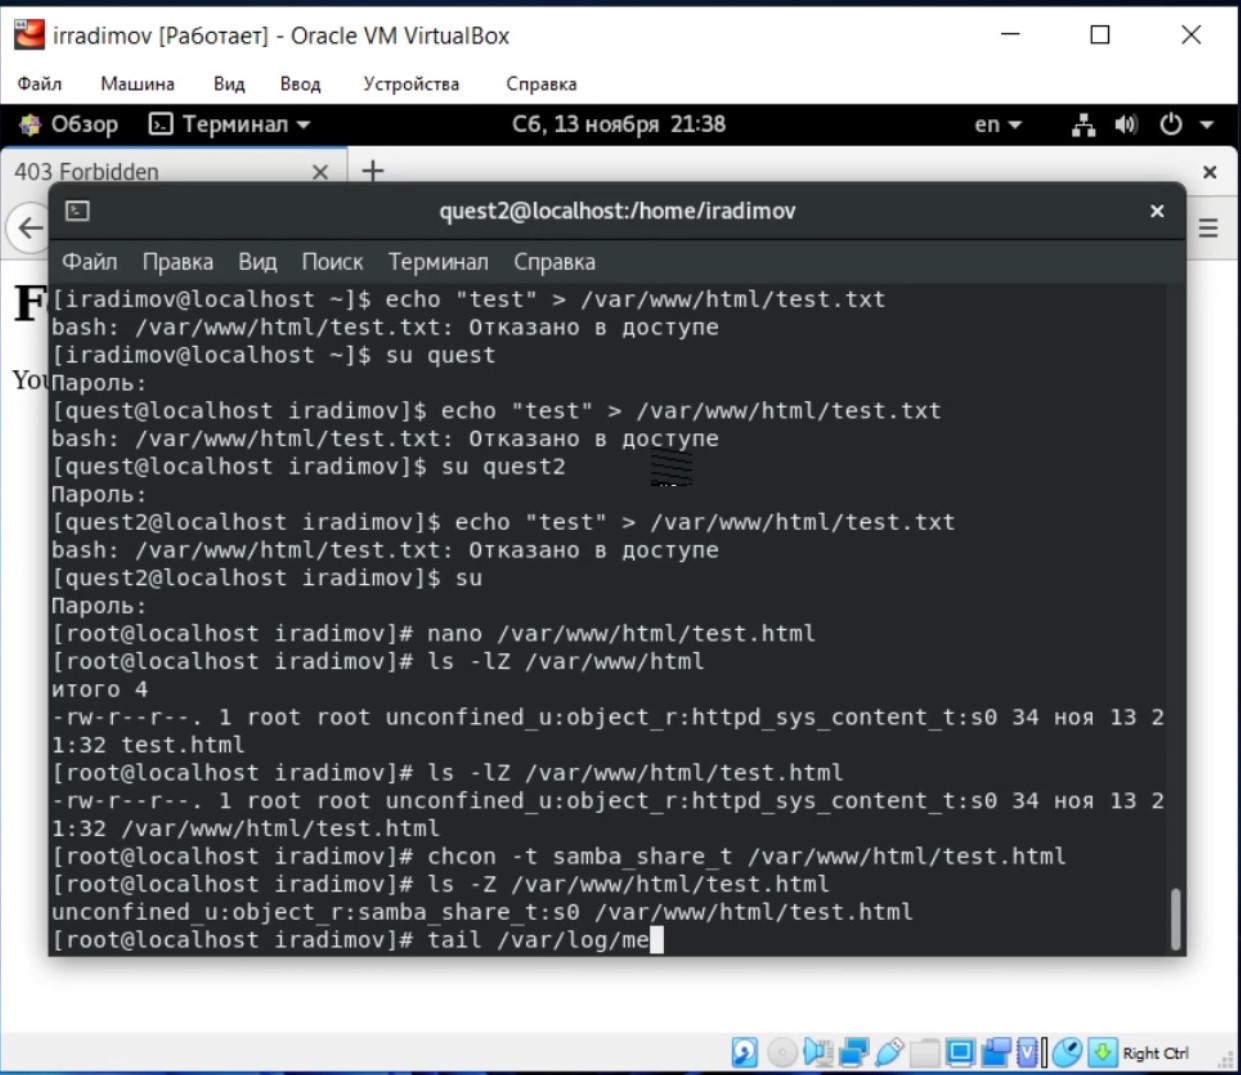 irradimov [Работает] - Oracle VM VirtualBox
Файл Машина Вид Ввод Устройства Справка
Обзор Терминал Сб, 13 ноября 21:38 en
403 Forbidden
quest2@localhost:/home/iradimov
Файл Правка Вид Поиск Терминал Справка
[iradimov@localhost ~]$ echo "test" > /var/www/html/test.txt
bash: /var/www/html/test.txt: Отказано в доступе
[iradimov@localhost ~]$ su quest
You
Пароль:
[quest@localhost iradimov]$ echo "test" > /var/www/html/test.txt
bash: /var/www/html/test.txt: Отказано в доступе
[quest@localhost iradimov]$ su quest2
Пароль:
[quest2@localhost iradimov]$ echo "test" > /var/www/html/test.txt
bash: /var/www/html/test.txt: Отказано в доступе
[quest2@localhost iradimov]$ su
Пароль:
[root@localhost iradimov]# nano /var/www/html/test.html
[root@localhost iradimov]# ls -lZ /var/www/html
итого 4
-rw-r--r--. 1 root root unconfined_u:object_r:httpd_sys_content_t:s0 34 ноя 13 2
1:32 test.html
[root@localhost iradimov]# ls -lZ /var/www/html/test.html
-rw-r--r--. 1 root root unconfined_u:object_r:httpd_sys_content_t:s0 34 ноя 13 2
1:32 /var/www/html/test.html
[root@localhost iradimov]# chcon -t samba_share_t /var/www/html/test.html
[root@localhost iradimov]# ls -Z /var/www/html/test.html
unconfined_u:object_r:samba_share_t:s0 /var/www/html/test.html
[root@localhost iradimov]# tail /var/log/me
Right Ctrl